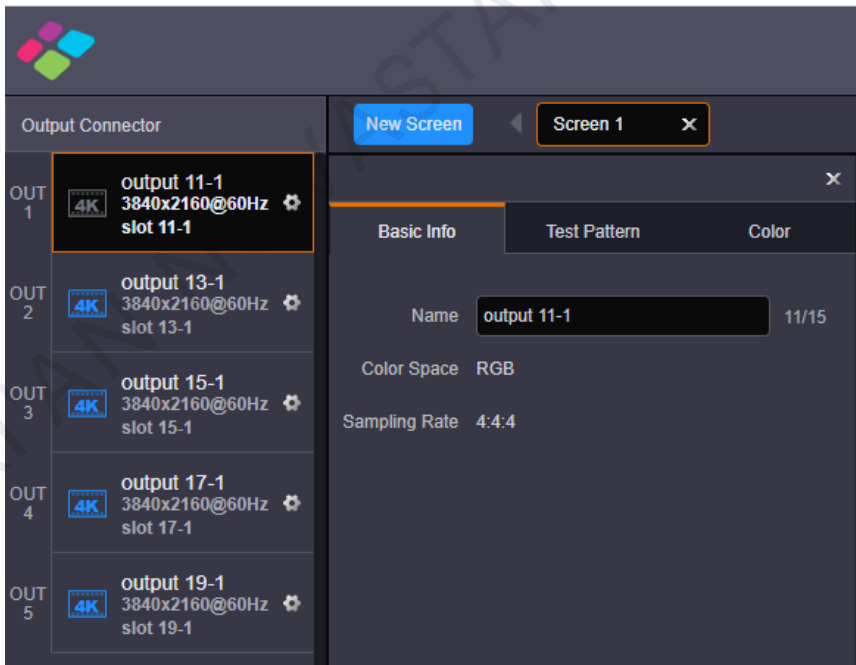 Output Connector
New Screen
Screen 1
OUT 1
4K
output 11-1
3840x2160@60Hz
slot 11-1
OUT 2
4K
output 13-1
3840x2160@60Hz
slot 13-1
OUT 3
4K
output 15-1
3840x2160@60Hz
slot 15-1
OUT 4
4K
output 17-1
3840x2160@60Hz
slot 17-1
OUT 5
4K
output 19-1
3840x2160@60Hz
slot 19-1
Basic Info Test Pattern Color
Name output 11-1 11/15
Color Space RGB
Sampling Rate 4:4:4